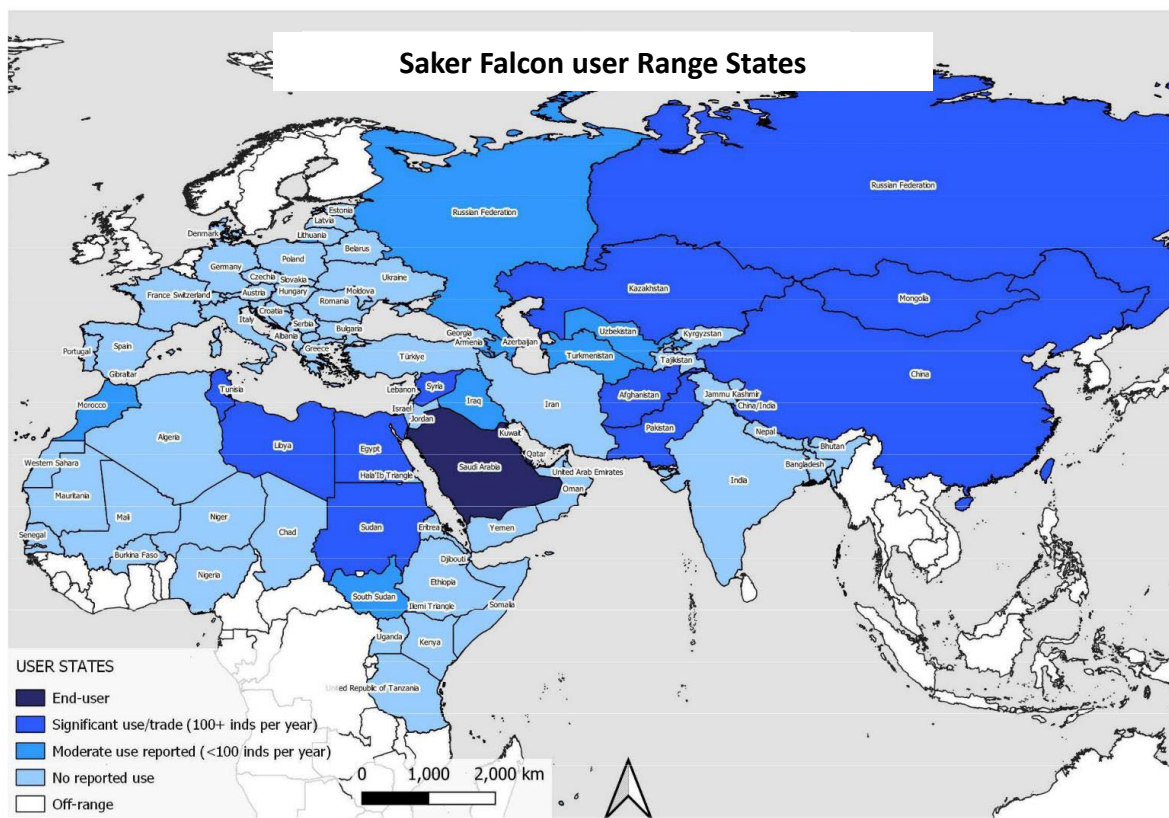 Saker Falcon user Range States
Russian Federation
Russian Federation
Estonia
Latvia
Denmark
Lithuania
Belarus
Poland
Germany
Czechia
Slovakia
Ukraine
Kazakhstan
Austria
Hungary
Moldova
France
Switzerland
Romania
Mongolia
Croatia
Italy
Serbia
Bulgaria
Georgia
Uzbekistan
Kyrgyzstan
Albania
Armenia
Azerbaijan
Spain
Portugal
Greece
Türkiye
Turkmenistan
Tajikistan
Gibraltar
China
Tunisia
Lebanon
Syria
Afghanistan
Jammu Kashmir
Morocco
Iraq
Iran
China/India
Israel
Jordan
Pakistan
Nepal
Algeria
Kuwait
Libya
Egypt
Bhutan
Qatar
Western Sahara
Saudi Arabia
United Arab Emirates
Bangladesh
Hala'ib Triangle
India
Oman
Mauritania
Mali
Niger
Sudan
Eritrea
Yemen
Chad
Senegal
Burkina Faso
Djibouti
Nigeria
Ethiopia
South Sudan
Ilemi Triangle
Somalia
Uganda
Kenya
United Republic of Tanzania
USER STATES
End-user
Significant use/trade (100+ inds per year)
Moderate use reported (<100 inds per year)
No reported use
Off-range
0 1,000 2,000 km